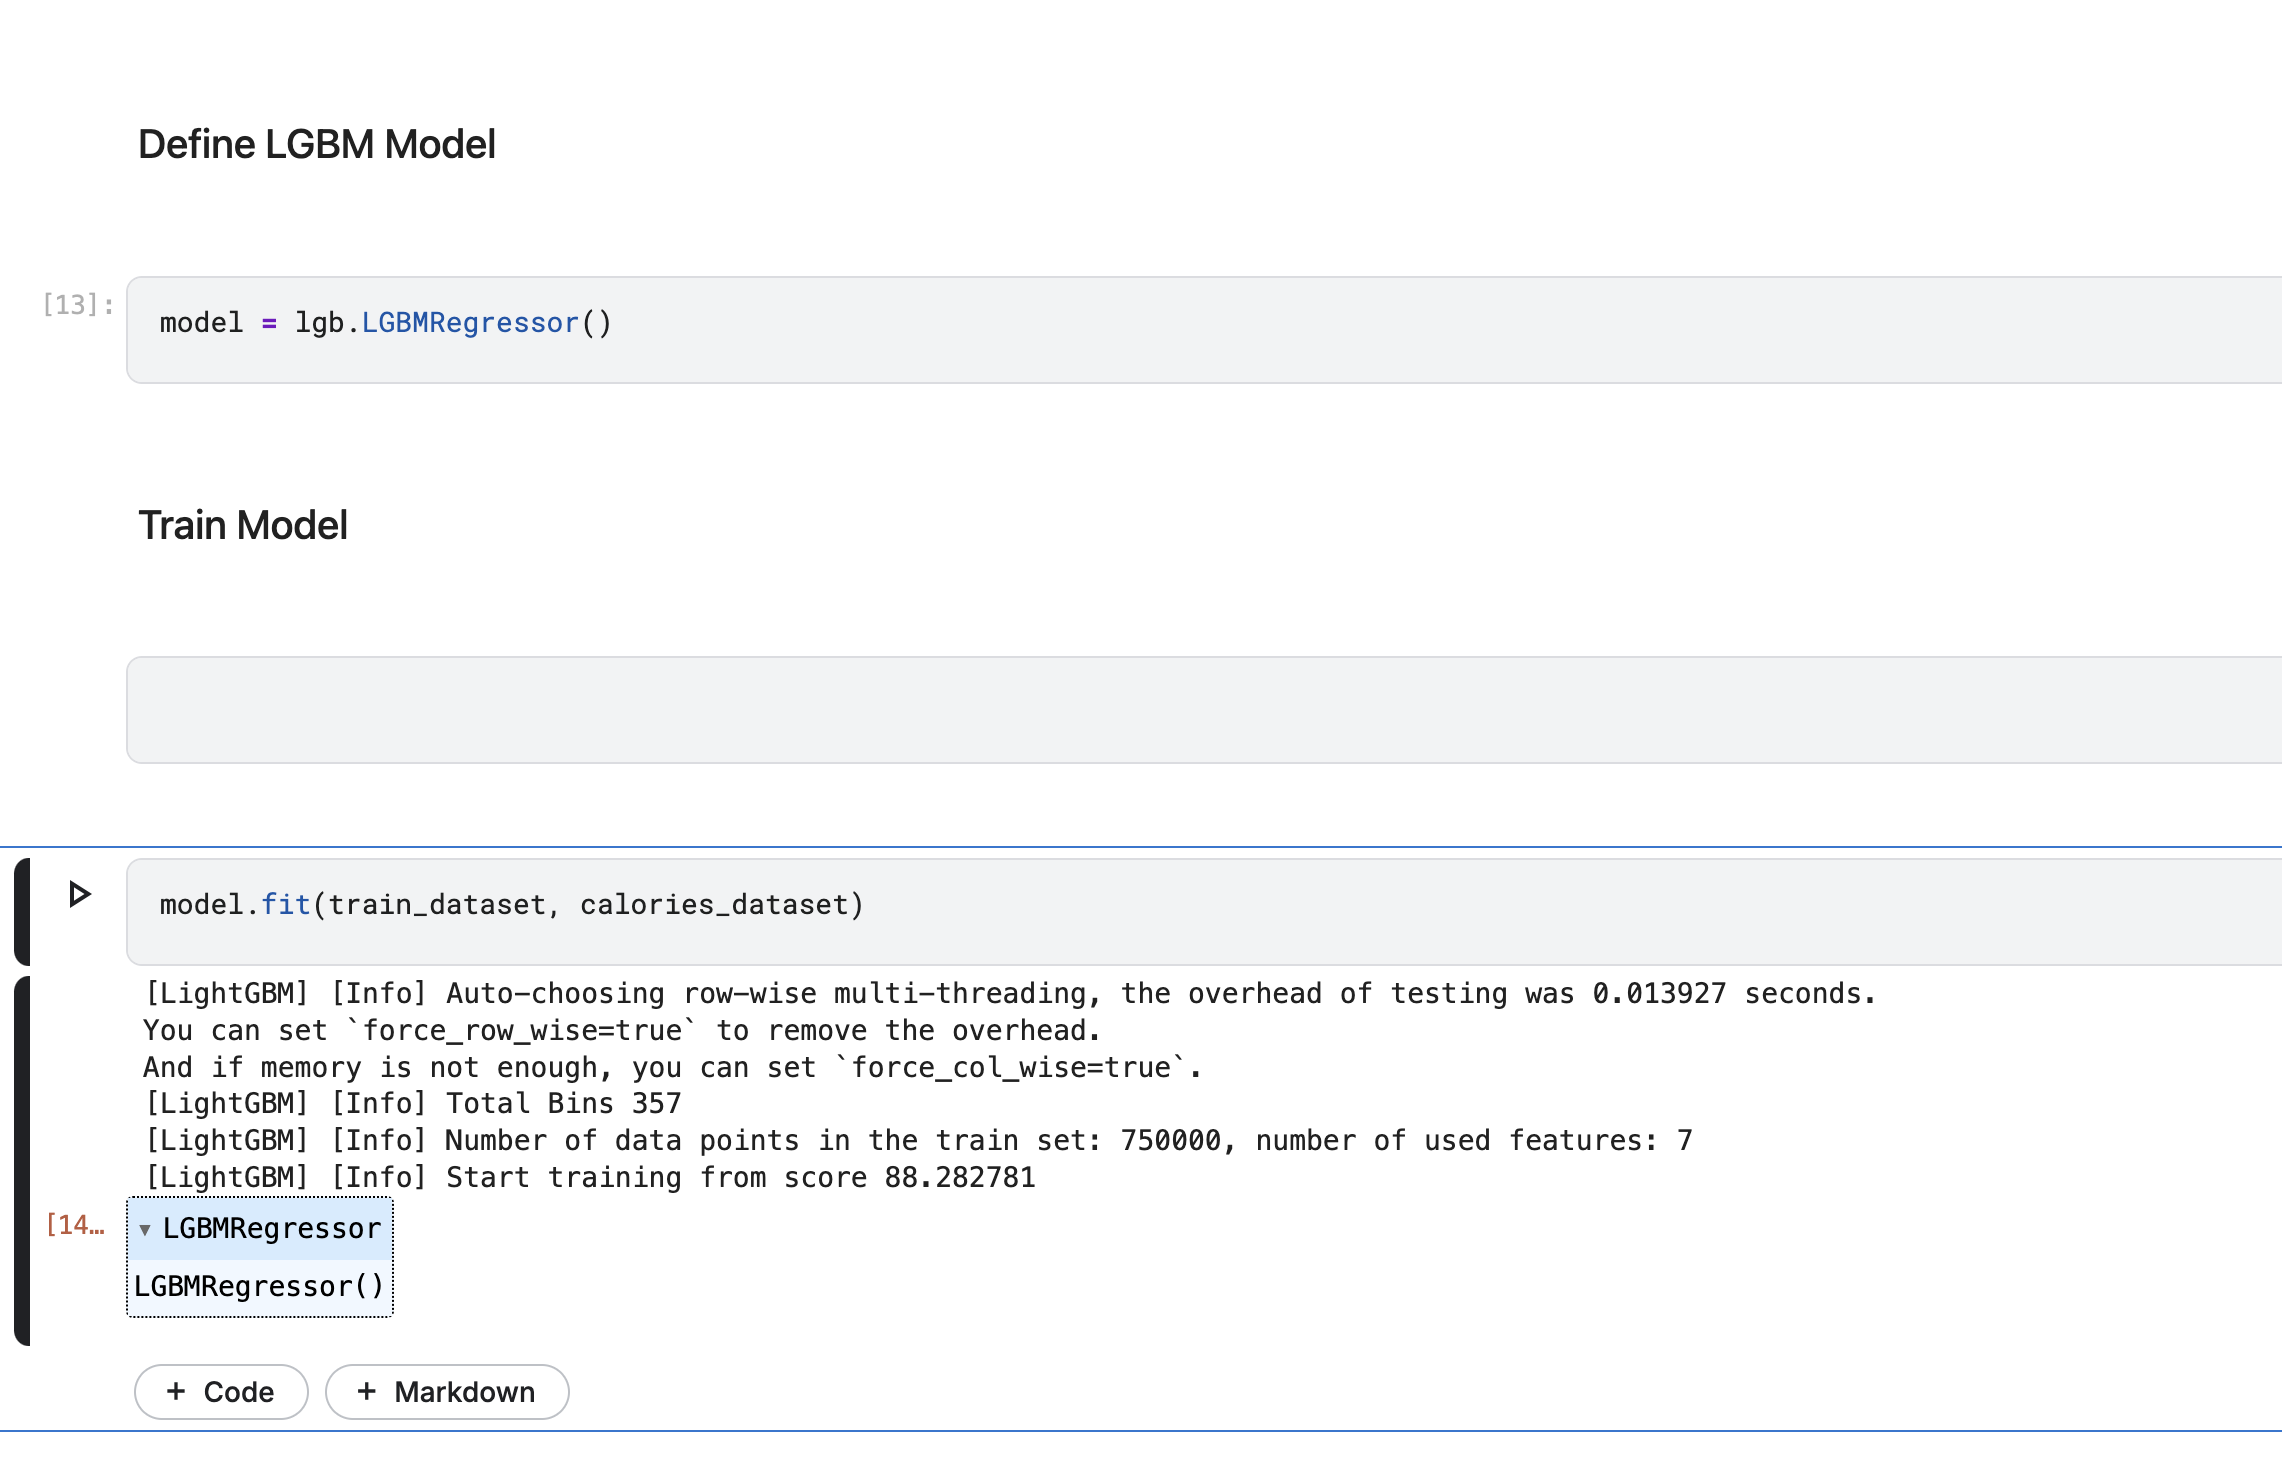 Define LGBM Model
[13]:
model = lgb.LGBMRegressor()
Train Model
model.fit(train_dataset, calories_dataset)
[LightGBM] [Info] Auto-choosing row-wise multi-threading, the overhead of testing was 0.013927 seconds.
You can set `force_row_wise=true` to remove the overhead.
And if memory is not enough, you can set `force_col_wise=true`.
[LightGBM] [Info] Total Bins 357
[LightGBM] [Info] Number of data points in the train set: 750000, number of used features: 7
[LightGBM] [Info] Start training from score 88.282781
[14…
▾ LGBMRegressor
LGBMRegressor()
+ Code + Markdown